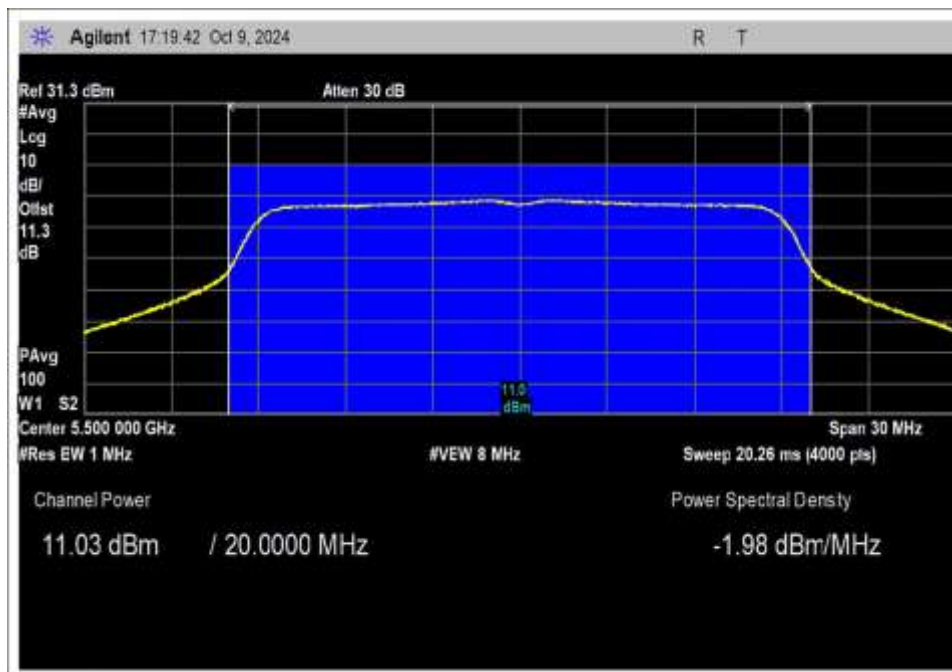 Agilent 17:19:42 Oct 9, 2024 R T
Ref 31.3 dBm Atten 30 dB
#Avg
Log
10
dB/
Offst
11.3
dB
PAvg
100
W1 S2
11.0
dBm
Center 5.500 000 GHz Span 30 MHz
#Res BW 1 MHz #VBW 8 MHz Sweep 20.26 ms (4000 pts)
Channel Power Power Spectral Density
11.03 dBm / 20.0000 MHz -1.98 dBm/MHz